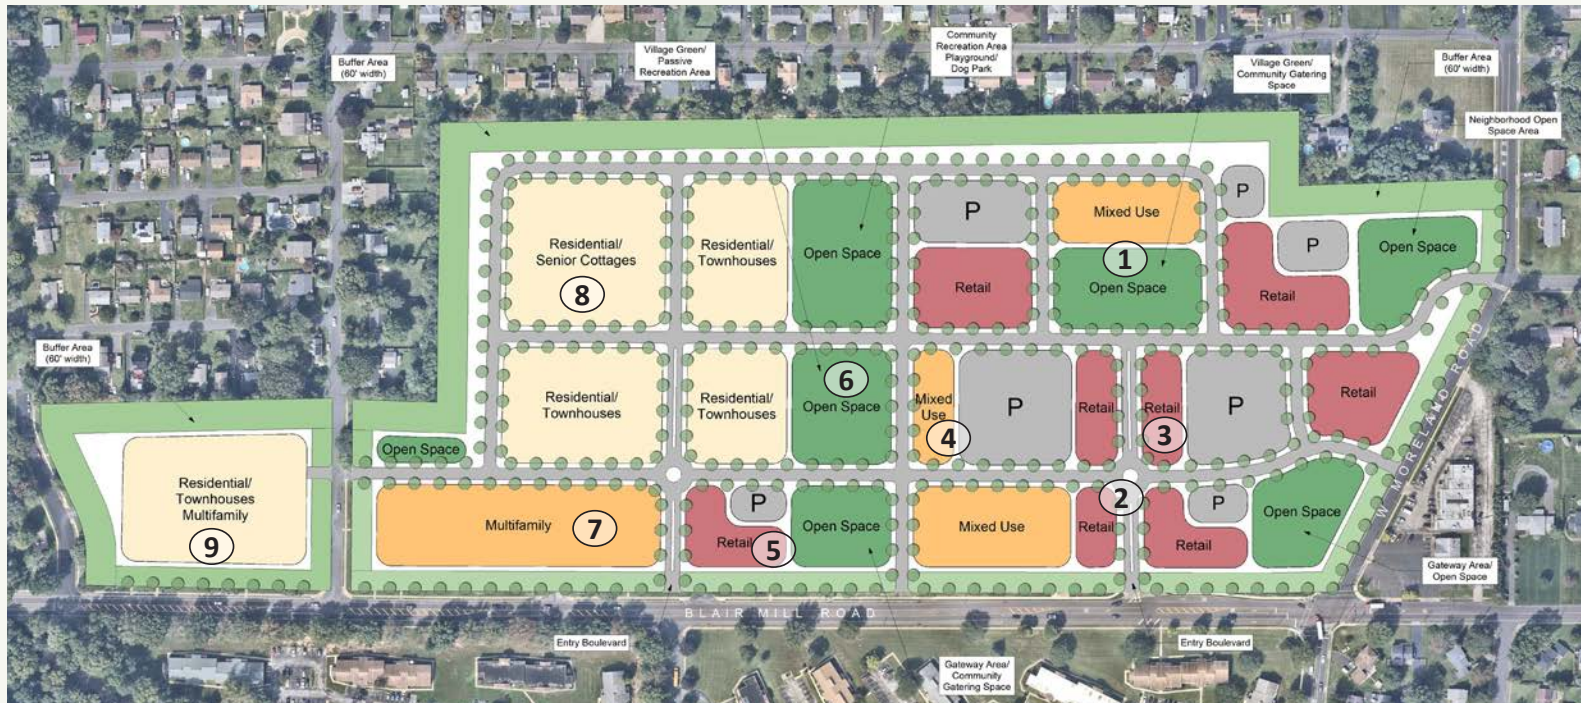 Buffer Area
(60' width)
Village Green/
Passive
Recreation Area
Community
Recreation Area
Playground/
Dog Park
Village Green/
Community Gatering
Space
Buffer Area
(60' width)
Neighborhood Open
Space Area
Residential/
Senior Cottages
8
Residential/
Townhouses
Open Space
P
Retail
Mixed Use
1
Open Space
P
P
Retail
Open Space
Buffer Area
(60' width)
Residential/
Townhouses
Residential/
Townhouses
6
Open Space
Mixed
Use
4
P
Retail
Retail
3
P
Retail
W MORELAND ROAD
Open Space
Residential/
Townhouses
Multifamily
9
Multifamily
7
P
Retail
5
Open Space
Mixed Use
2
Retail
P
Retail
Open Space
Gateway Area/
Open Space
BLAIR MILL ROAD
Entry Boulevard
Entry Boulevard
Gateway Area/
Community
Gatering Space